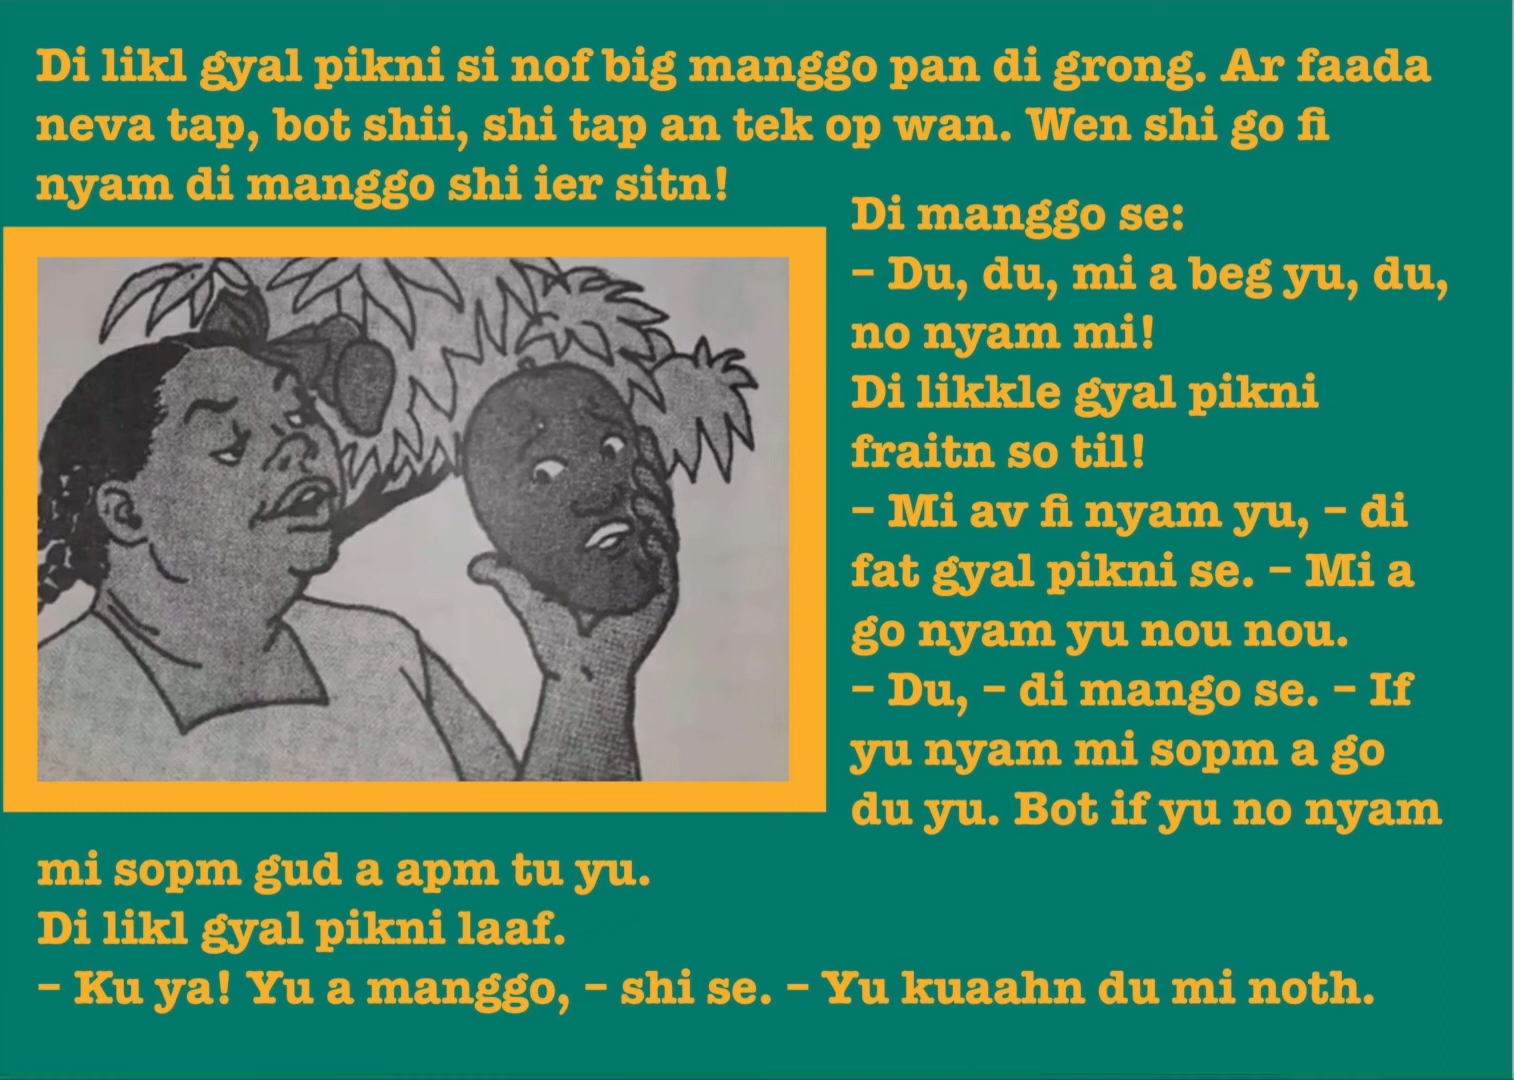 Di likl gyal pikni si nof big manggo pan di grong. Ar faada
neva tap, bot shii, shi tap an tek op wan. Wen shi go fi
nyam di manggo shi ier sitn!
Di manggo se:
– Du, du, mi a beg yu, du,
no nyam mi!
Di likkle gyal pikni
fraitn so til!
– Mi av fi nyam yu, – di
fat gyal pikni se. – Mi a
go nyam yu nou nou.
– Du, – di mango se. – If
yu nyam mi sopm a go
du yu. Bot if yu no nyam
mi sopm gud a apm tu yu.
Di likl gyal pikni laaf.
– Ku ya! Yu a manggo, – shi se. – Yu kuaahn du mi noth.